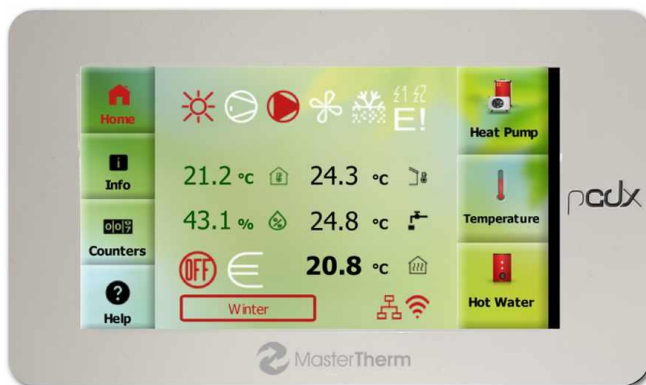 Home
Info
Counters
Help
E!
21.2 °C
24.3 °C
43.1 %
24.8 °C
OFF
20.8 °C
Winter
Heat Pump
Temperature
Hot Water
pGDx
MasterTherm